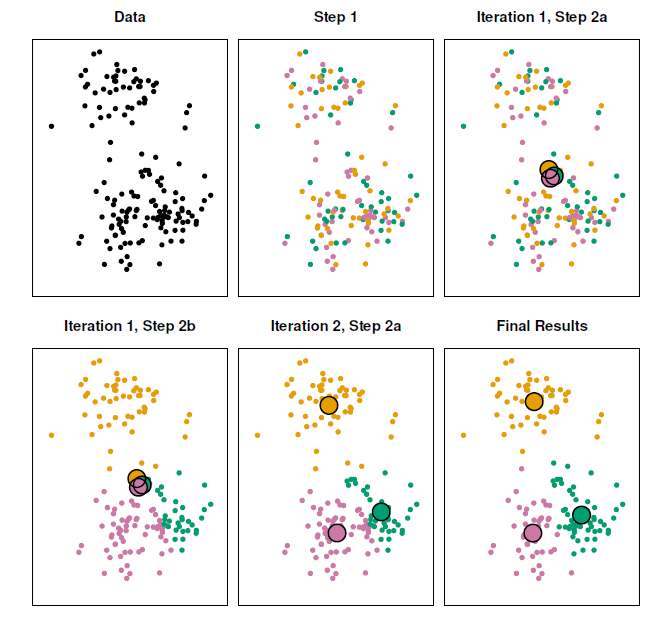 Data
Step 1
Iteration 1, Step 2a
Iteration 1, Step 2b
Iteration 2, Step 2a
Final Results